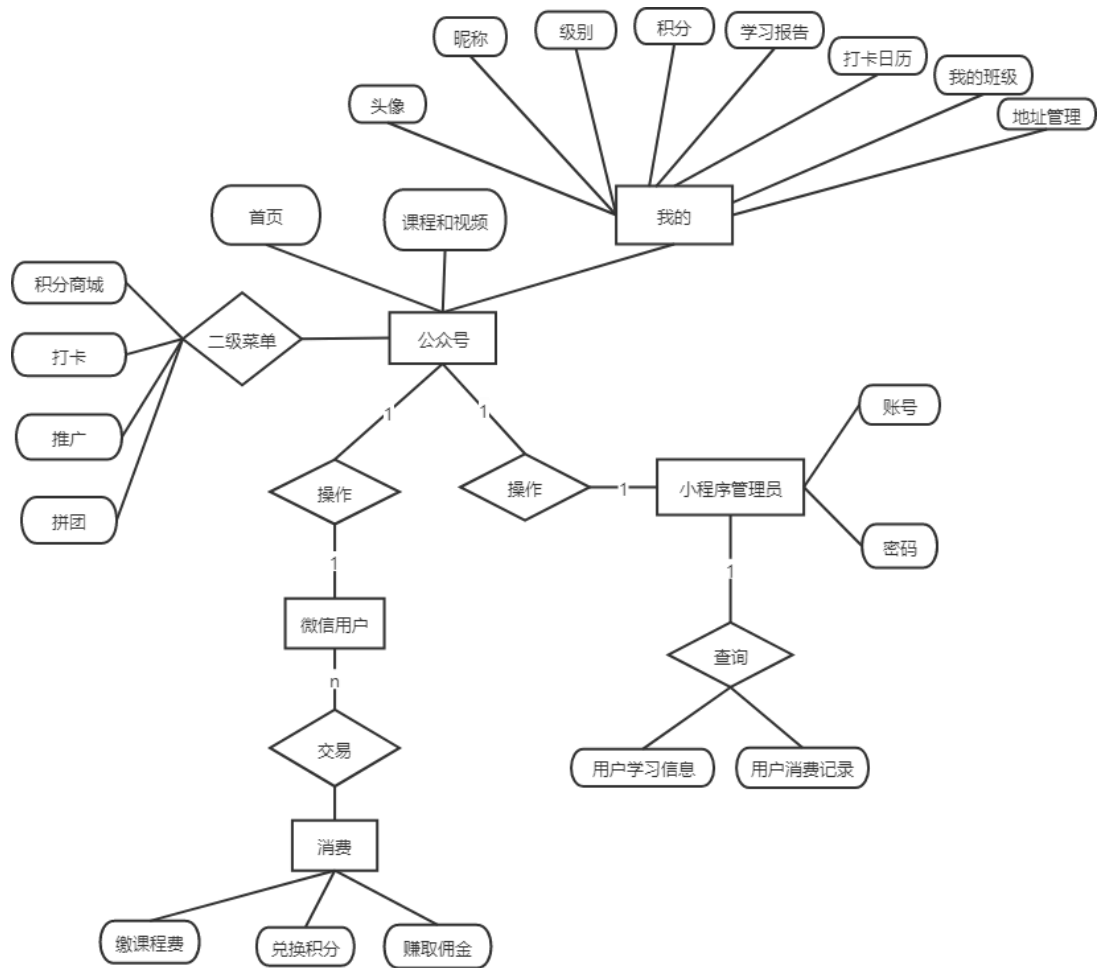 昵称
级别
积分
学习报告
打卡日历
我的班级
地址管理
头像
我的
首页
课程和视频
积分商城
二级菜单
公众号
打卡
推广
拼团
1
1
账号
操作
操作
1
小程序管理员
密码
1
1
微信用户
查询
n
交易
用户学习信息
用户消费记录
消费
缴课程费
兑换积分
赚取佣金